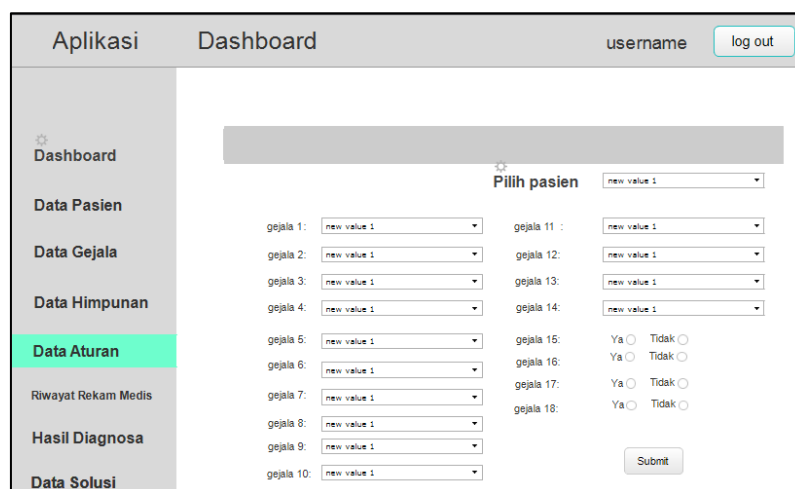 Aplikasi Dashboard username log out
Dashboard
Data Pasien
Data Gejala
Data Himpunan
Data Aturan
Riwayat Rekam Medis
Hasil Diagnosa
Data Solusi
Pilih pasien new value 1
gejala 1: new value 1
gejala 2: new value 1
gejala 3: new value 1
gejala 4: new value 1
gejala 5: new value 1
gejala 6: new value 1
gejala 7: new value 1
gejala 8: new value 1
gejala 9: new value 1
gejala 10: new value 1
gejala 11 : new value 1
gejala 12: new value 1
gejala 13: new value 1
gejala 14: new value 1
gejala 15: Ya Tidak
gejala 16: Ya Tidak
gejala 17: Ya Tidak
gejala 18: Ya Tidak
Submit